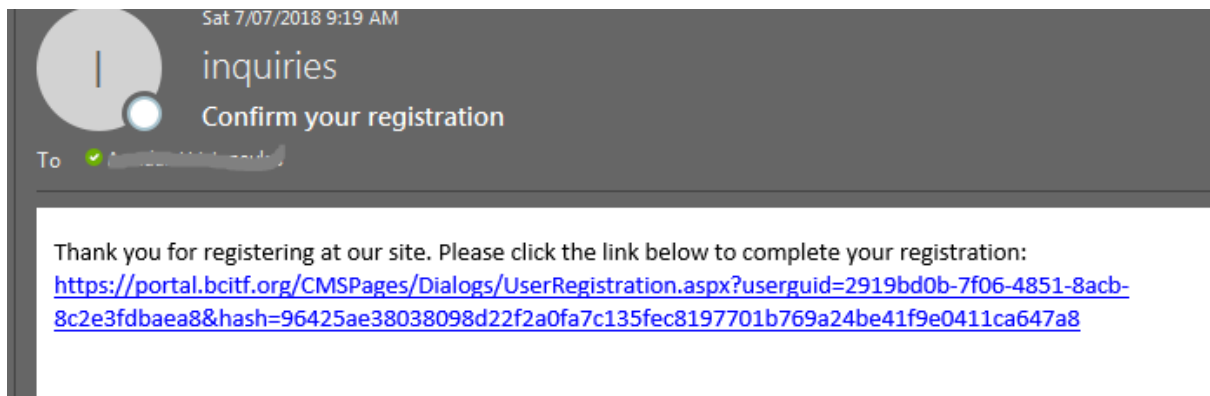 Sat 7/07/2018 9:19 AM
I
inquiries
Confirm your registration
To
Thank you for registering at our site. Please click the link below to complete your registration:
https://portal.bcitf.org/CMSPages/Dialogs/UserRegistration.aspx?userguid=2919bd0b-7f06-4851-8acb-
8c2e3fdbaea8&hash=96425ae38038098d22f2a0fa7c135fec8197701b769a24be41f9e0411ca647a8